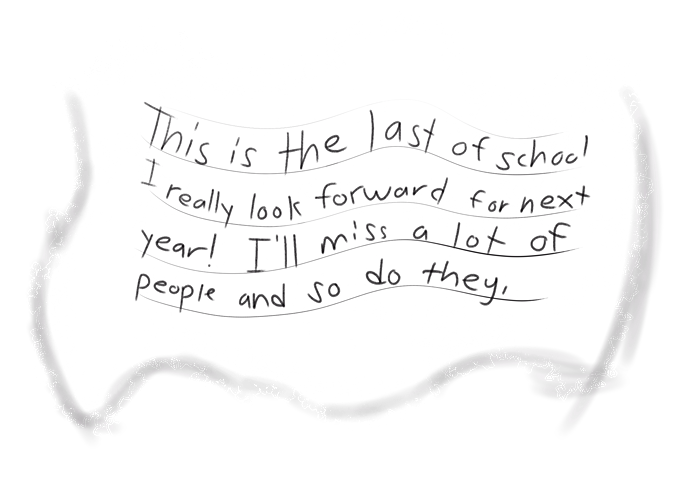 This is the last of school
I really look forward for next
year! I'll miss a lot of
people and so do they.